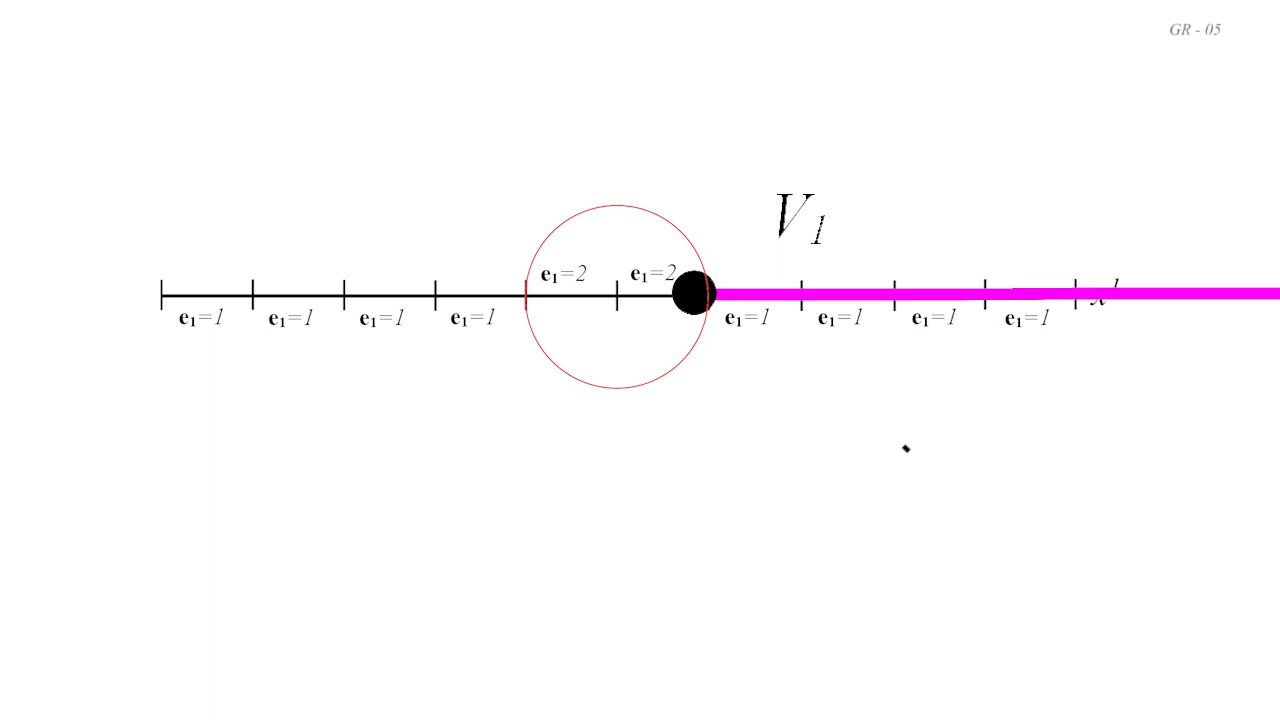 GR - 05
V₁
e₁=2 e₁=2
x¹
e₁=1 e₁=1 e₁=1 e₁=1 e₁=1 e₁=1 e₁=1 e₁=1